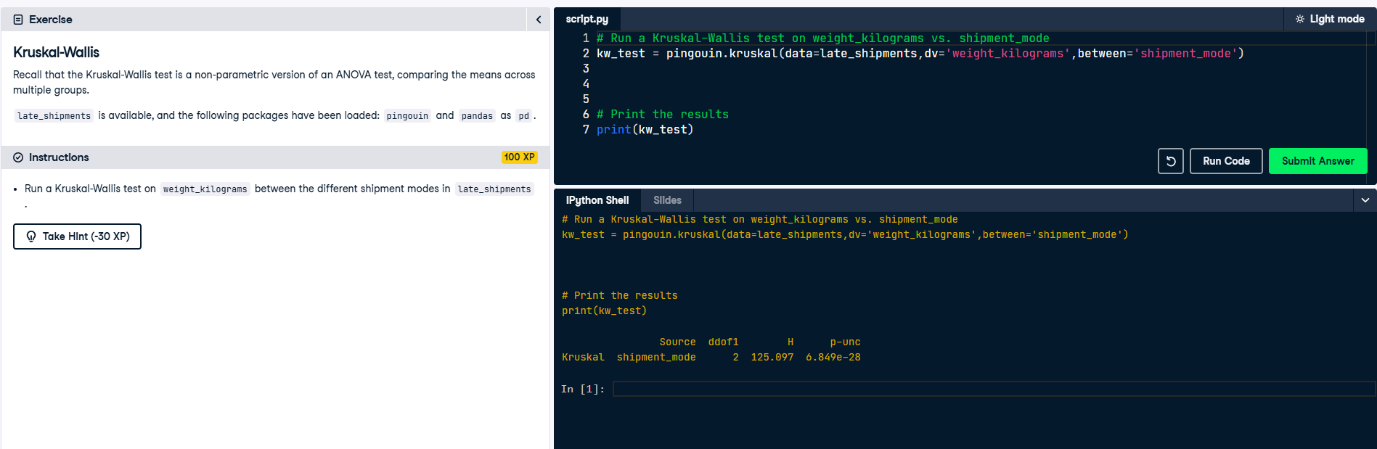 Exercise
Kruskal-Wallis
Recall that the Kruskal-Wallis test is a non-parametric version of an ANOVA test, comparing the means across
multiple groups.
late_shipments is available, and the following packages have been loaded: pingouin and pandas as pd .
Instructions
100 XP
Run a Kruskal-Wallis test on weight_kilograms between the different shipment modes in late_shipments
.
Take Hint (-30 XP)
script.py
Light mode
1 # Run a Kruskal-Wallis test on weight_kilograms vs. shipment_mode
2 kw_test = pingouin.kruskal(data=late_shipments,dv='weight_kilograms',between='shipment_mode')
3
4
5
6 # Print the results
7 print(kw_test)
Run Code
Submit Answer
IPython Shell
Slides
# Run a Kruskal-Wallis test on weight_kilograms vs. shipment_mode
kw_test = pingouin.kruskal(data=late_shipments,dv='weight_kilograms',between='shipment_mode')
# Print the results
print(kw_test)
Source ddof1 H p-unc
Kruskal shipment_mode 2 125.097 6.849e-28
In [1]: